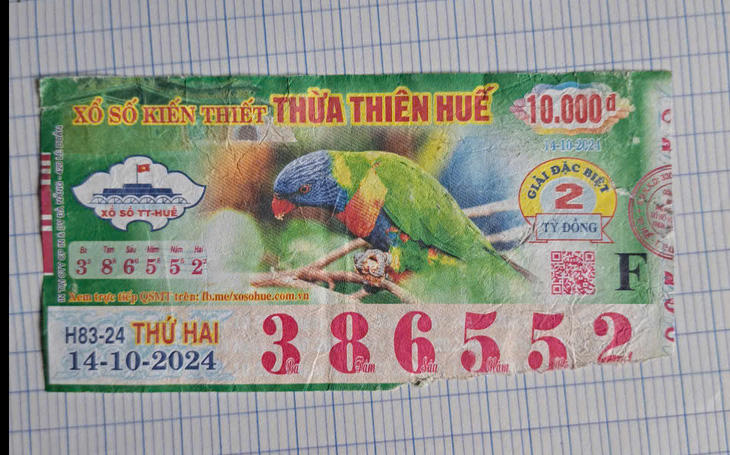 XỔ SỐ KIẾN THIẾT THỪA THIÊN HUẾ
10.000đ
14-10-2024
GIẢI ĐẶC BIỆT
2
TỶ ĐỒNG
XỔ SỐ TT-HUẾ
Ba Tám Sáu Năm Năm Hai
3 8 6 5 5 2
F
Xem trực tiếp QSMT trên: fb.me/xosohue.com.vn
H83-24 THỨ HAI
14-10-2024
3 8 6 5 5 2
Ba Tám Sáu Năm